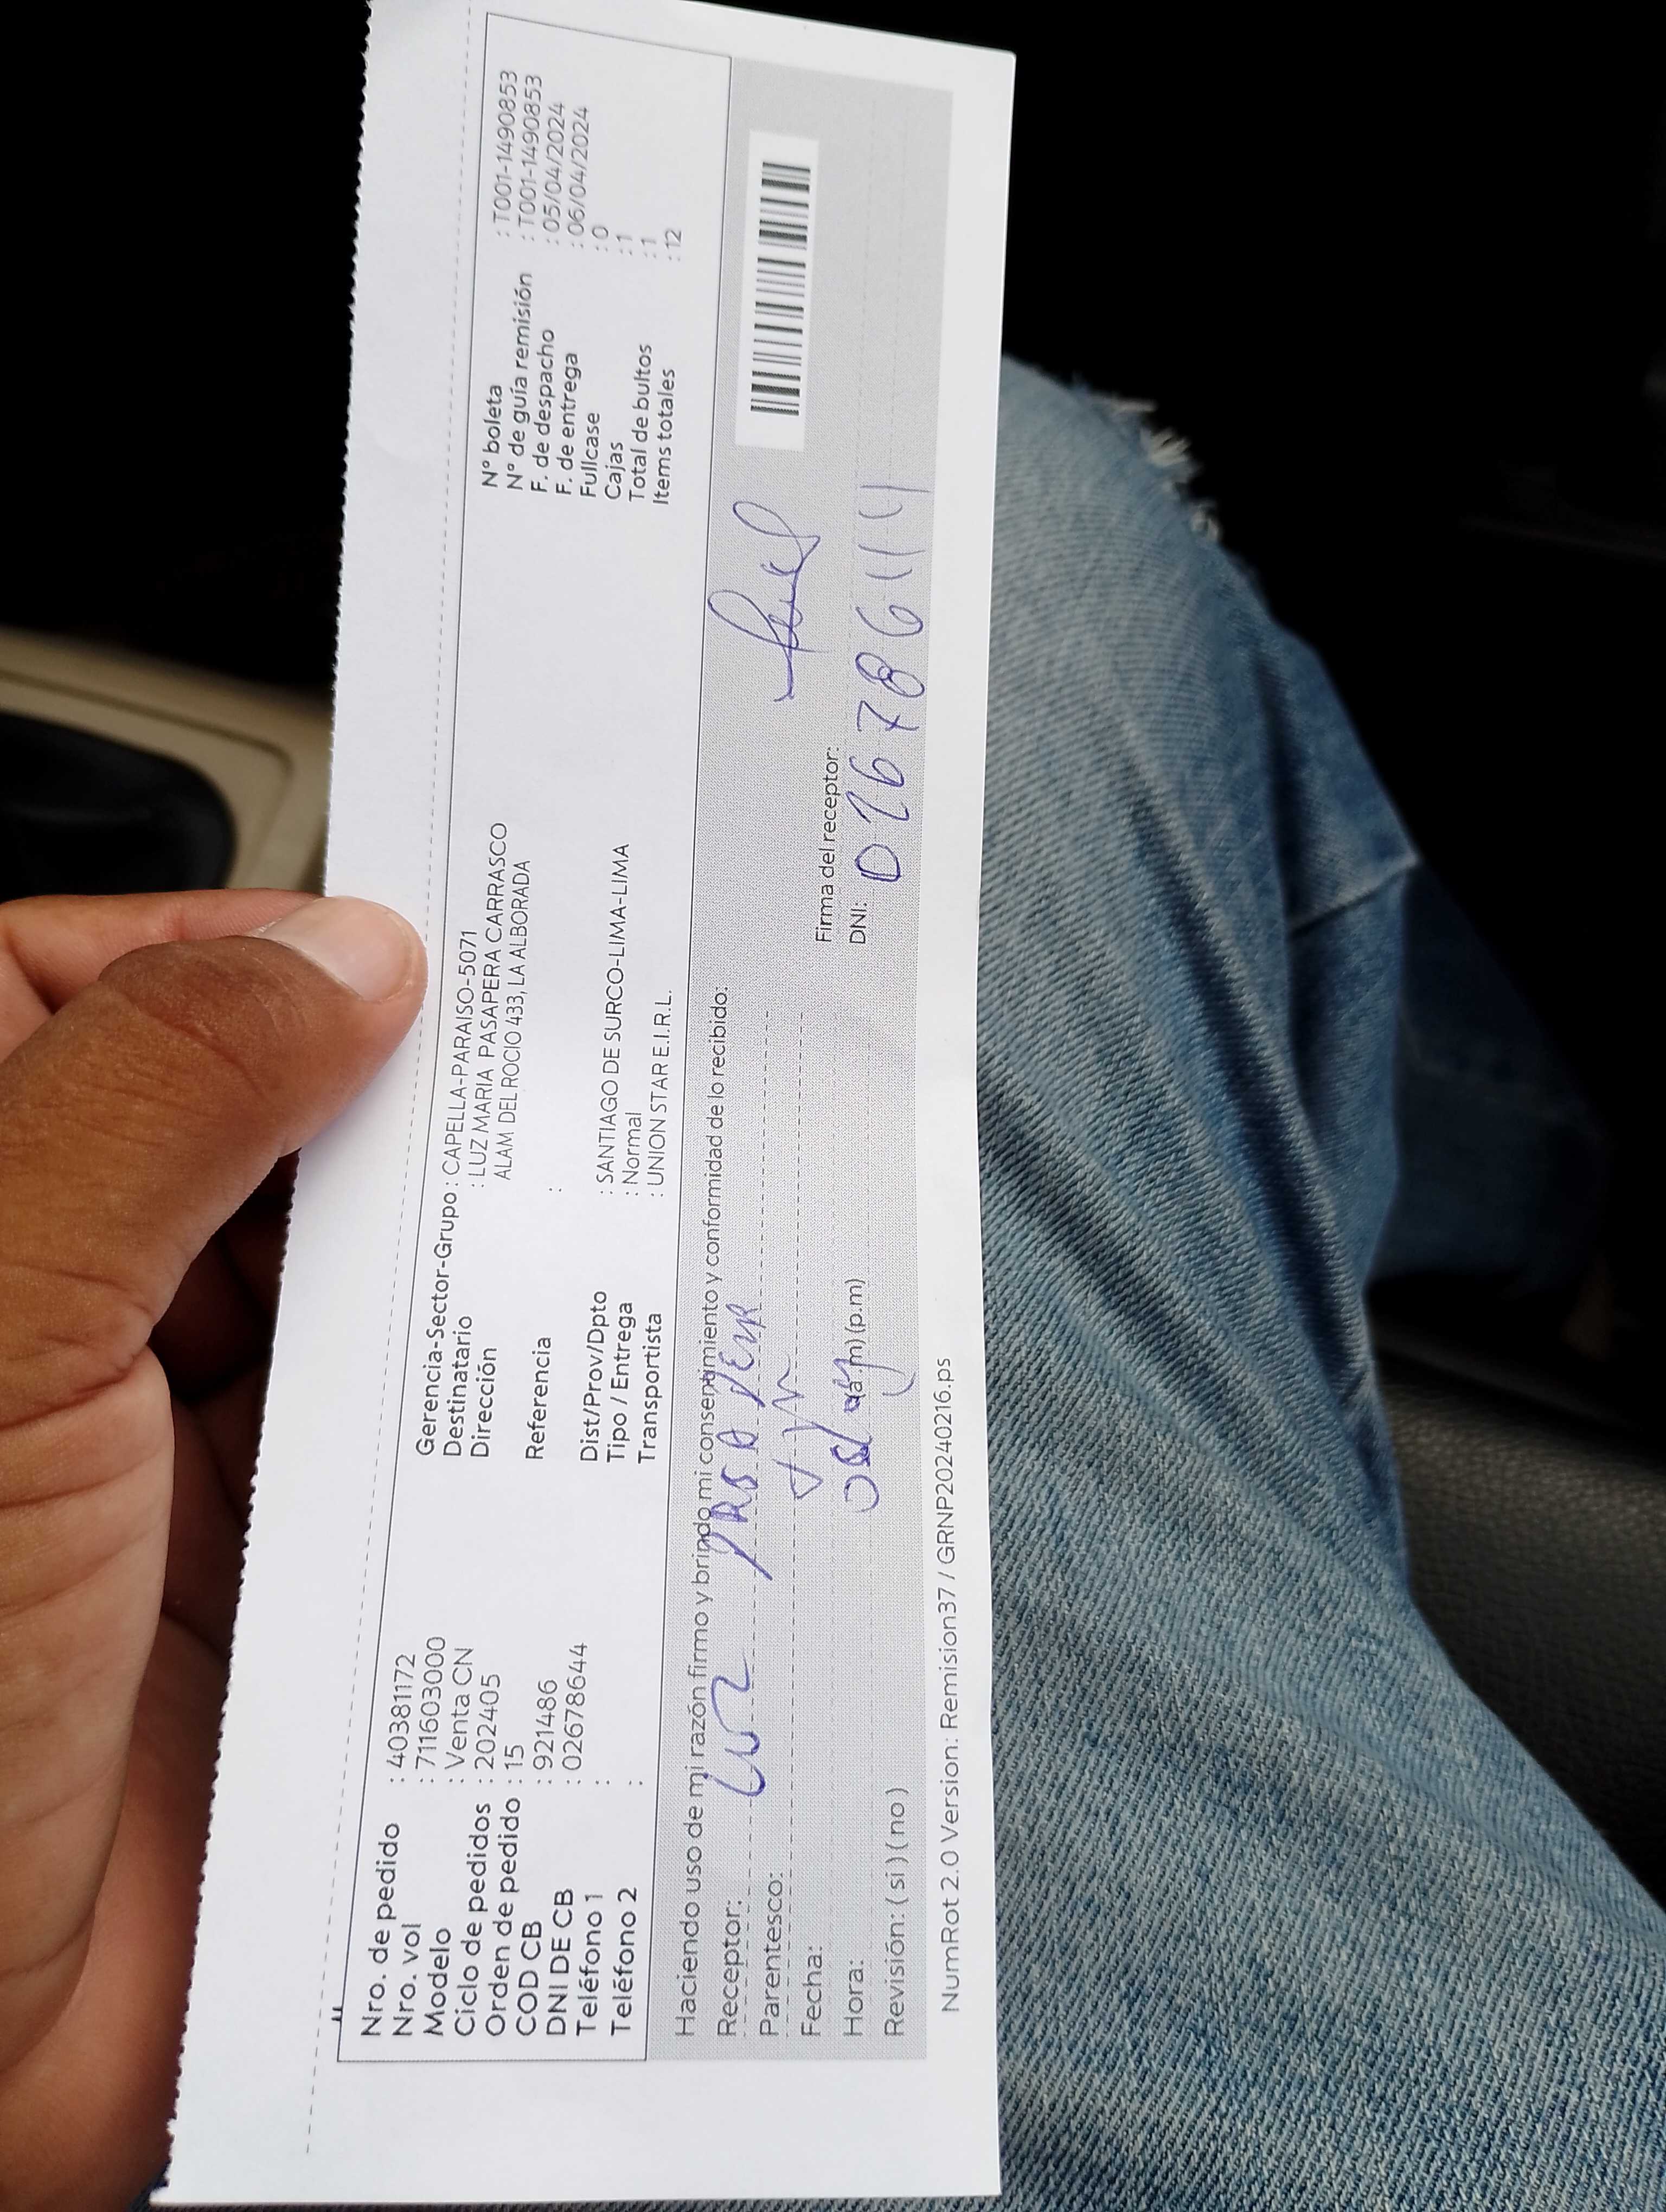 Nro. de pedido : 40381172
Nro. vol : 711603000
Modelo : Venta CN
Ciclo de pedidos : 202405
Orden de pedido : 15
COD CB : 921486
DNI DE CB : 02678644
Teléfono 1 :
Teléfono 2 :
Gerencia-Sector-Grupo : CAPELLA-PARAISO-5071
Destinatario : LUZ MARIA PASAPERA CARRASCO
Dirección ALAM DEL ROCIO 433, LA ALBORADA
Referencia :
Dist/Prov/Dpto : SANTIAGO DE SURCO-LIMA-LIMA
Tipo / Entrega : Normal
Transportista : UNION STAR E.I.R.L.
N° boleta : T001-1490853
N° de guía remisión : T001-1490853
F. de despacho : 05/04/2024
F. de entrega : 06/04/2024
Fullcase : 0
Cajas : 1
Total de bultos : 1
Items totales : 12
Haciendo uso de mi razón firmo y brindo mi consentimiento y conformidad de lo recibido:
Receptor: Luz
Parentesco:
Fecha:
Hora: (a.m) (p.m)
Revisión: ( si ) ( no )
Firma del receptor:
DNI:
NumRot 2.0 Version: Remision37 / GRNP20240216.ps